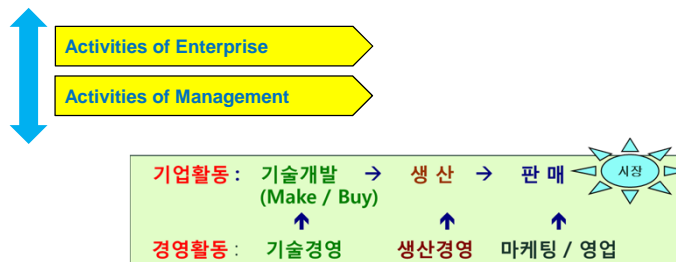 Activities of Enterprise
Activities of Management
기업활동 : 기술개발 → 생 산 → 판 매 시장
(Make / Buy)
경영활동 : 기술경영 생산경영 마케팅 / 영업